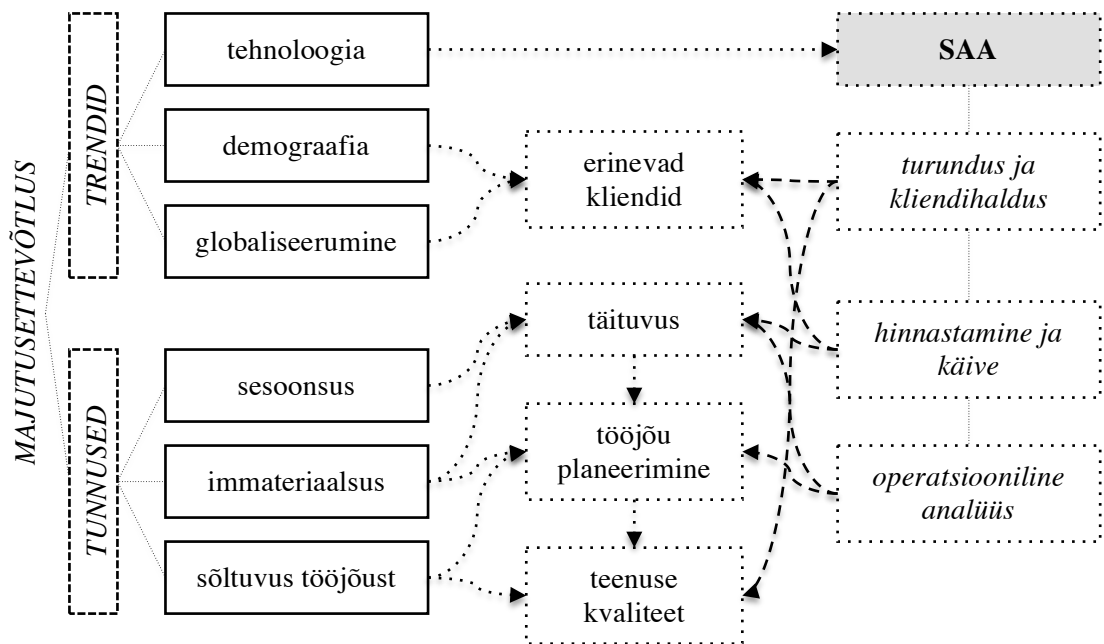 MAJUTUSETTEVÕTLUS
TRENDID
tehnoloogia
demograafia
globaliseerumine
TUNNUSED
sesoonsus
immateriaalsus
sõltuvus tööjõust
erinevad
kliendid
täituvus
tööjõu
planeerimine
teenuse
kvaliteet
SAA
turundus ja
kliendihaldus
hinnastamine ja
käive
operatsiooniline
analüüs